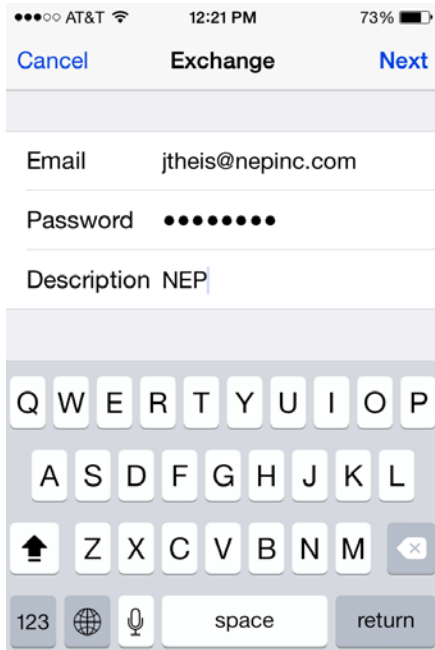 AT&T 12:21 PM 73%
Cancel Exchange Next
Email jtheis@nepinc.com
Password ••••••••
Description NEP
Q W E R T Y U I O P
A S D F G H J K L
Z X C V B N M
123 space return